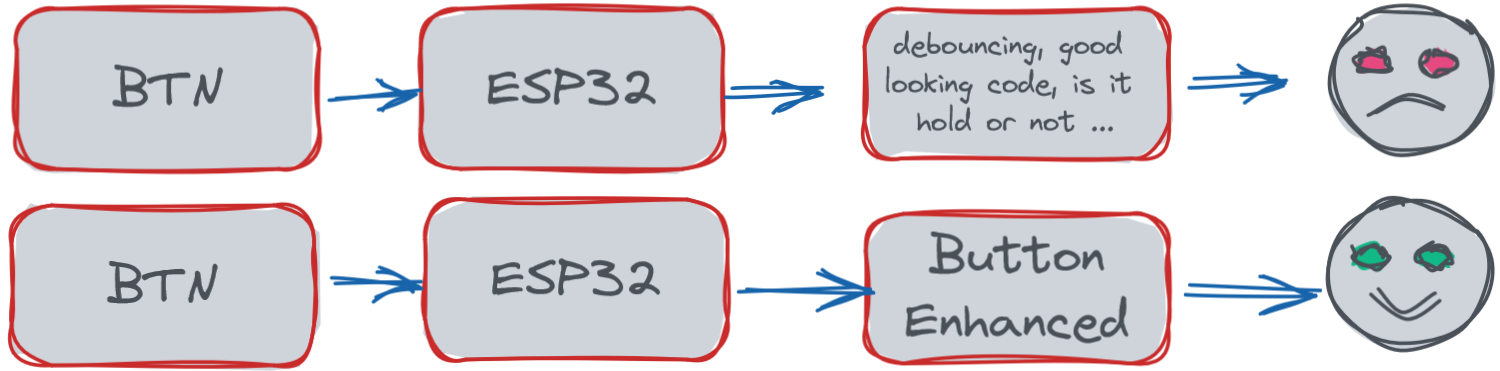 BTN
ESP32
debouncing, good
looking code, is it
hold or not ...
BTN
ESP32
Button
Enhanced